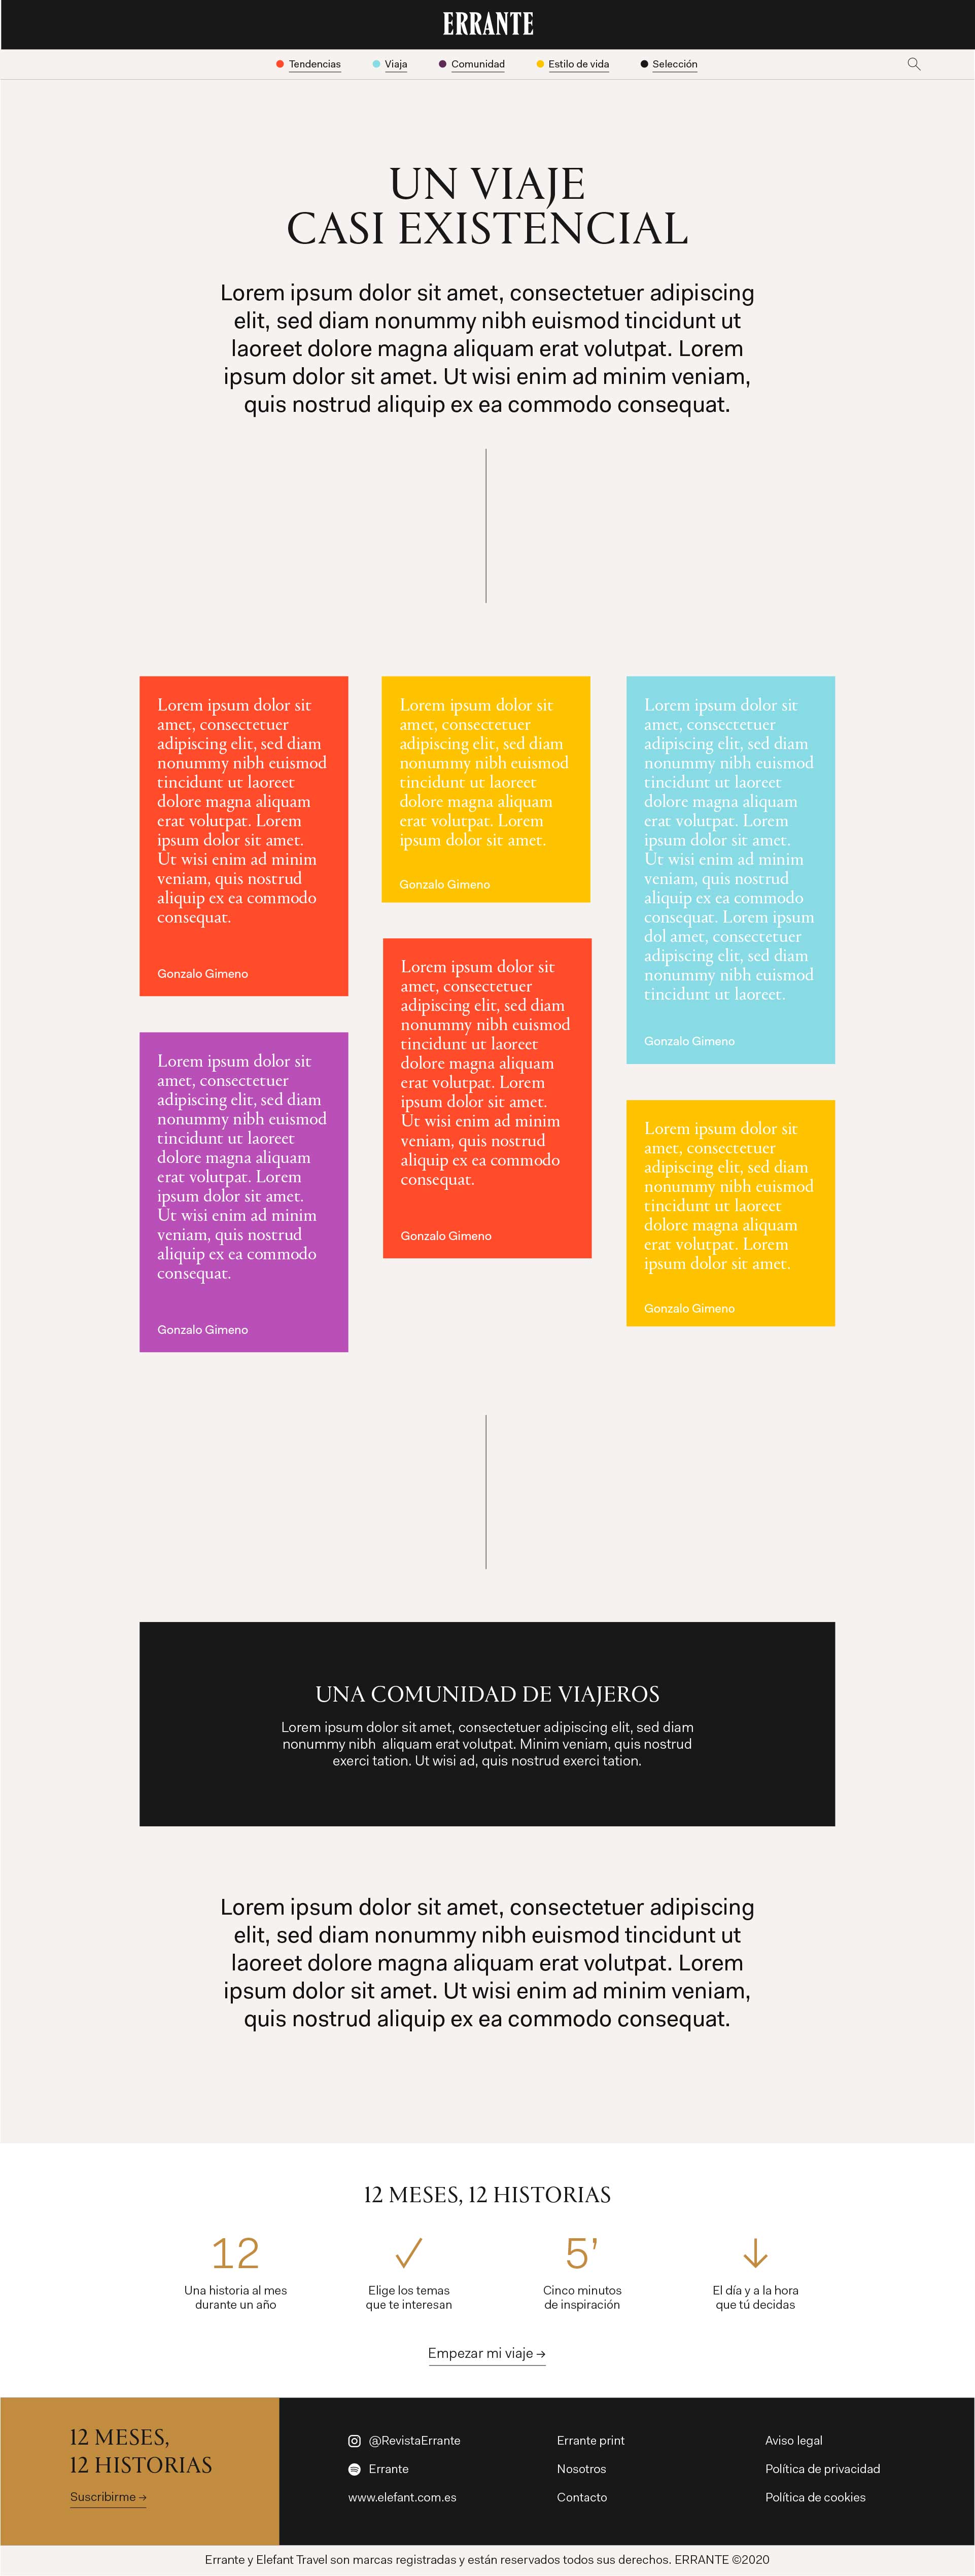 ERRANTE
Tendencias
Viaja
Comunidad
Estilo de vida
Selección
UN VIAJE
CASI EXISTENCIAL
Lorem ipsum dolor sit amet, consectetuer adipiscing
elit, sed diam nonummy nibh euismod tincidunt ut
laoreet dolore magna aliquam erat volutpat. Lorem
ipsum dolor sit amet. Ut wisi enim ad minim veniam,
quis nostrud aliquip ex ea commodo consequat.
Lorem ipsum dolor sit
amet, consectetuer
adipiscing elit, sed diam
nonummy nibh euismod
tincidunt ut laoreet
dolore magna aliquam
erat volutpat. Lorem
ipsum dolor sit amet.
Ut wisi enim ad minim
veniam, quis nostrud
aliquip ex ea commodo
consequat.
Gonzalo Gimeno
Lorem ipsum dolor sit
amet, consectetuer
adipiscing elit, sed diam
nonummy nibh euismod
tincidunt ut laoreet
dolore magna aliquam
erat volutpat. Lorem
ipsum dolor sit amet.
Gonzalo Gimeno
Lorem ipsum dolor sit
amet, consectetuer
adipiscing elit, sed diam
nonummy nibh euismod
tincidunt ut laoreet
dolore magna aliquam
erat volutpat. Lorem
ipsum dolor sit amet.
Ut wisi enim ad minim
veniam, quis nostrud
aliquip ex ea commodo
consequat. Lorem ipsum
dol amet, consectetuer
adipiscing elit, sed diam
nonummy nibh euismod
tincidunt ut laoreet.
Gonzalo Gimeno
Lorem ipsum dolor sit
amet, consectetuer
adipiscing elit, sed diam
nonummy nibh euismod
tincidunt ut laoreet
dolore magna aliquam
erat volutpat. Lorem
ipsum dolor sit amet.
Ut wisi enim ad minim
veniam, quis nostrud
aliquip ex ea commodo
consequat.
Gonzalo Gimeno
Lorem ipsum dolor sit
amet, consectetuer
adipiscing elit, sed diam
nonummy nibh euismod
tincidunt ut laoreet
dolore magna aliquam
erat volutpat. Lorem
ipsum dolor sit amet.
Ut wisi enim ad minim
veniam, quis nostrud
aliquip ex ea commodo
consequat.
Gonzalo Gimeno
Lorem ipsum dolor sit
amet, consectetuer
adipiscing elit, sed diam
nonummy nibh euismod
tincidunt ut laoreet
dolore magna aliquam
erat volutpat. Lorem
ipsum dolor sit amet.
Gonzalo Gimeno
UNA COMUNIDAD DE VIAJEROS
Lorem ipsum dolor sit amet, consectetuer adipiscing elit, sed diam
nonummy nibh aliquam erat volutpat. Minim veniam, quis nostrud
exerci tation. Ut wisi ad, quis nostrud exerci tation.
Lorem ipsum dolor sit amet, consectetuer adipiscing
elit, sed diam nonummy nibh euismod tincidunt ut
laoreet dolore magna aliquam erat volutpat. Lorem
ipsum dolor sit amet. Ut wisi enim ad minim veniam,
quis nostrud aliquip ex ea commodo consequat.
12 MESES, 12 HISTORIAS
12
Una historia al mes
durante un año
✓
Elige los temas
que te interesan
5’
Cinco minutos
de inspiración
↓
El día y a la hora
que tú decidas
Empezar mi viaje →
12 MESES,
12 HISTORIAS
Suscribirme →
@RevistaErrante
Errante
www.elefant.com.es
Errante print
Nosotros
Contacto
Aviso legal
Política de privacidad
Política de cookies
Errante y Elefant Travel son marcas registradas y están reservados todos sus derechos. ERRANTE ©2020